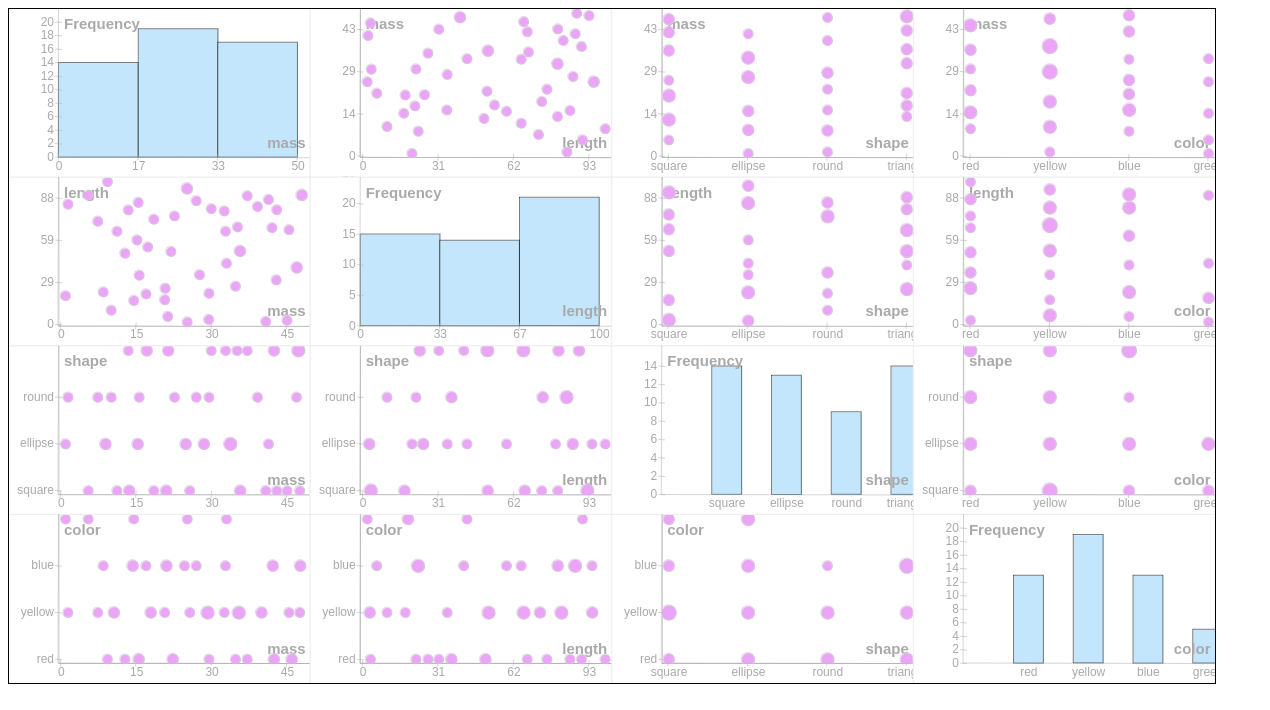 20 Frequency
18
16
14
12
10
8
6
4
2
0
mass
0 17 33 50
43 mass
29
14
0
length
0 31 62 93
43 mass
29
14
0
shape
square ellipse round triang
43 mass
29
14
0
color
red yellow blue gree
88 length
59
29
0
mass
0 15 30 45
Frequency
20
15
10
5
0
length
0 33 67 100
88 length
59
29
0
shape
square ellipse round triang
88 length
59
29
0
color
red yellow blue gree
shape
round
ellipse
square
mass
0 15 30 45
shape
round
ellipse
square
length
0 31 62 93
Frequency
14
12
10
8
6
4
2
0
shape
square ellipse round triang
shape
round
ellipse
square
color
red yellow blue gree
color
blue
yellow
red
mass
0 15 30 45
color
blue
yellow
red
length
0 31 62 93
color
blue
yellow
red
shape
square ellipse round triang
20 Frequency
18
16
14
12
10
8
6
4
2
0
color
red yellow blue gree